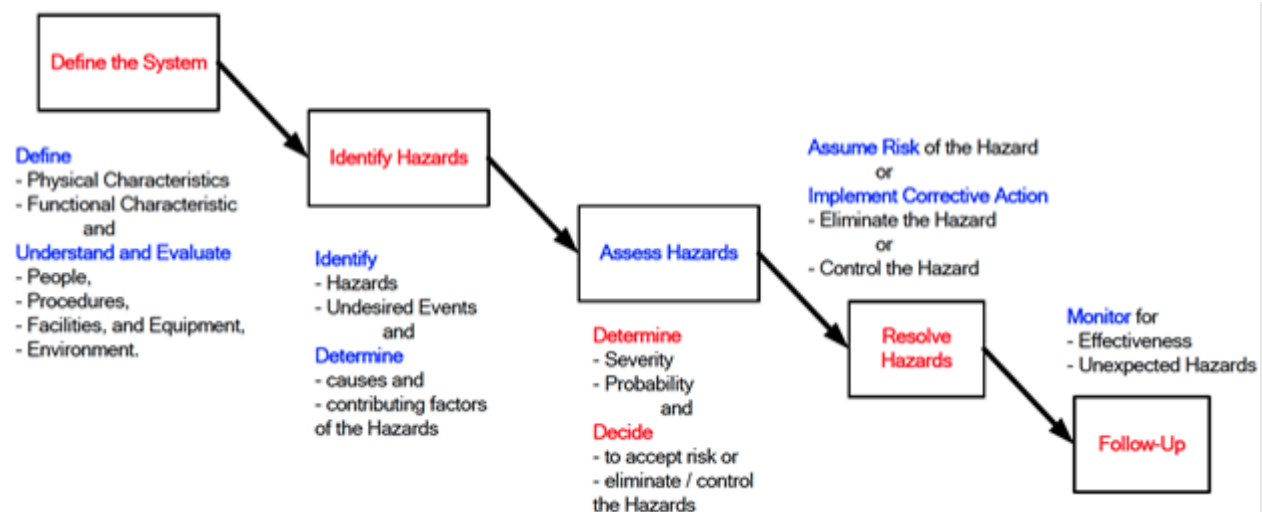 Define the System
Define
- Physical Characteristics
- Functional Characteristic
and
Understand and Evaluate
- People,
- Procedures,
- Facilities, and Equipment,
- Environment.
Identify Hazards
Identify
- Hazards
- Undesired Events
and
Determine
- causes and
- contributing factors
of the Hazards
Assess Hazards
Determine
- Severity
- Probability
and
Decide
- to accept risk or
- eliminate / control
the Hazards
Assume Risk of the Hazard
or
Implement Corrective Action
- Eliminate the Hazard
or
- Control the Hazard
Resolve
Hazards
Monitor for
- Effectiveness
- Unexpected Hazards
Follow-Up